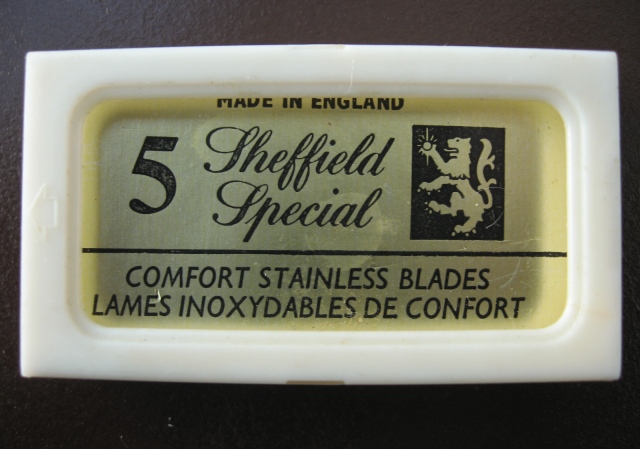 MADE IN ENGLAND
5 Sheffield
Special
COMFORT STAINLESS BLADES
LAMES INOXYDABLES DE CONFORT